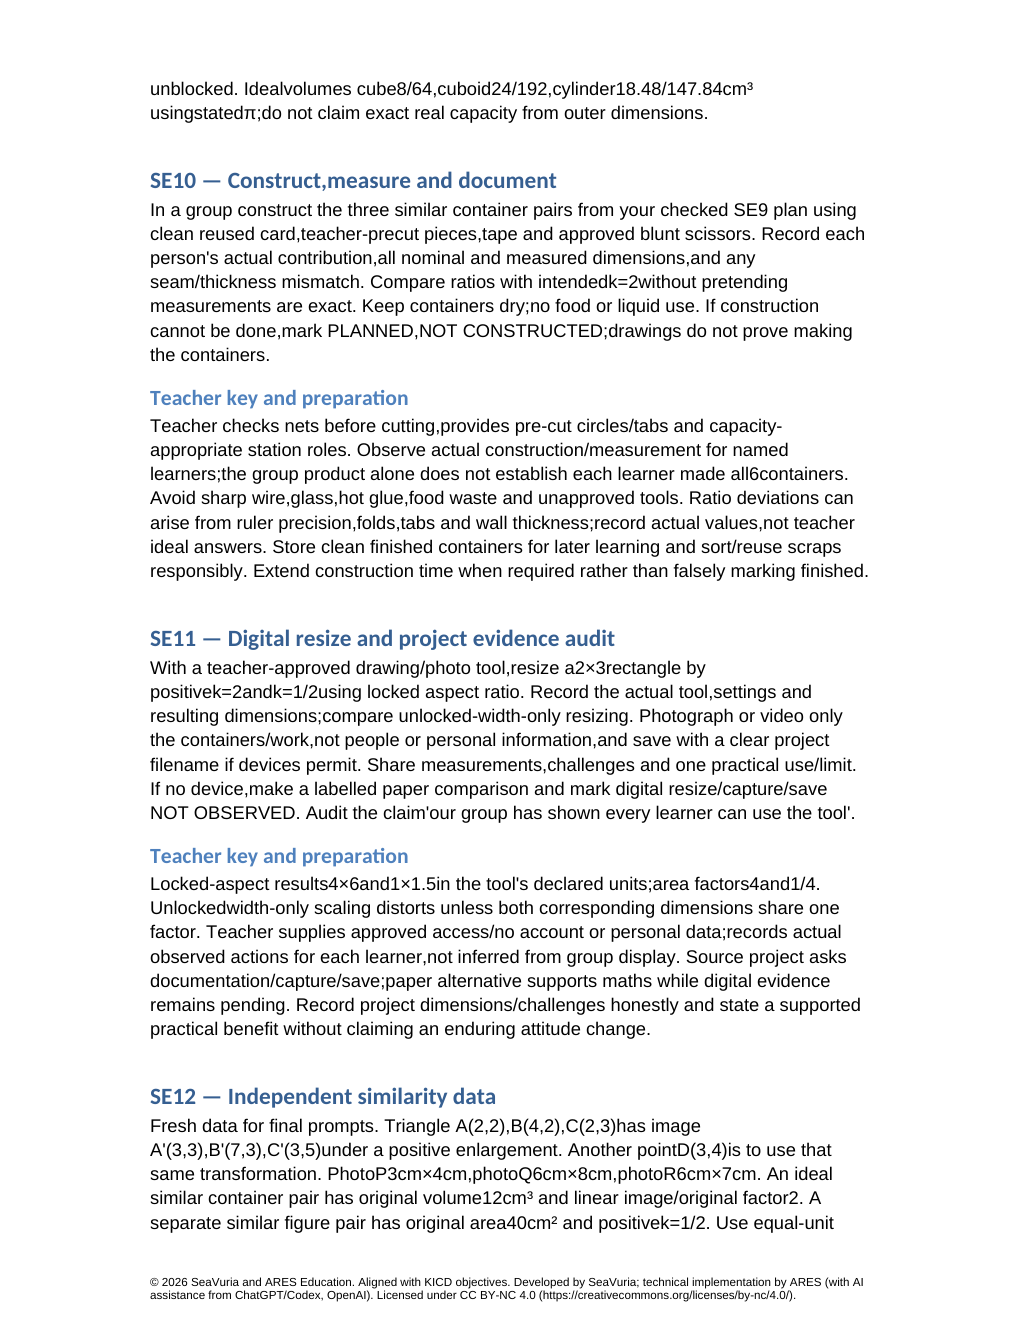 unblocked. Idealvolumes cube8/64,cuboid24/192,cylinder18.48/147.84cm³
usingstatedπ;do not claim exact real capacity from outer dimensions.
SE10 — Construct,measure and document
In a group construct the three similar container pairs from your checked SE9 plan using
clean reused card,teacher-precut pieces,tape and approved blunt scissors. Record each
person's actual contribution,all nominal and measured dimensions,and any
seam/thickness mismatch. Compare ratios with intendedk=2without pretending
measurements are exact. Keep containers dry;no food or liquid use. If construction
cannot be done,mark PLANNED,NOT CONSTRUCTED;drawings do not prove making
the containers.
Teacher key and preparation
Teacher checks nets before cutting,provides pre-cut circles/tabs and capacity-
appropriate station roles. Observe actual construction/measurement for named
learners;the group product alone does not establish each learner made all6containers.
Avoid sharp wire,glass,hot glue,food waste and unapproved tools. Ratio deviations can
arise from ruler precision,folds,tabs and wall thickness;record actual values,not teacher
ideal answers. Store clean finished containers for later learning and sort/reuse scraps
responsibly. Extend construction time when required rather than falsely marking finished.
SE11 — Digital resize and project evidence audit
With a teacher-approved drawing/photo tool,resize a2×3rectangle by
positivek=2andk=1/2using locked aspect ratio. Record the actual tool,settings and
resulting dimensions;compare unlocked-width-only resizing. Photograph or video only
the containers/work,not people or personal information,and save with a clear project
filename if devices permit. Share measurements,challenges and one practical use/limit.
If no device,make a labelled paper comparison and mark digital resize/capture/save
NOT OBSERVED. Audit the claim'our group has shown every learner can use the tool'.
Teacher key and preparation
Locked-aspect results4×6and1×1.5in the tool's declared units;area factors4and1/4.
Unlockedwidth-only scaling distorts unless both corresponding dimensions share one
factor. Teacher supplies approved access/no account or personal data;records actual
observed actions for each learner,not inferred from group display. Source project asks
documentation/capture/save;paper alternative supports maths while digital evidence
remains pending. Record project dimensions/challenges honestly and state a supported
practical benefit without claiming an enduring attitude change.
SE12 — Independent similarity data
Fresh data for final prompts. Triangle A(2,2),B(4,2),C(2,3)has image
A'(3,3),B'(7,3),C'(3,5)under a positive enlargement. Another pointD(3,4)is to use that
same transformation. PhotoP3cm×4cm,photoQ6cm×8cm,photoR6cm×7cm. An ideal
similar container pair has original volume12cm³ and linear image/original factor2. A
separate similar figure pair has original area40cm² and positivek=1/2. Use equal-unit
© 2026 SeaVuria and ARES Education. Aligned with KICD objectives. Developed by SeaVuria; technical implementation by ARES (with AI
assistance from ChatGPT/Codex, OpenAI). Licensed under CC BY-NC 4.0 (https://creativecommons.org/licenses/by-nc/4.0/).